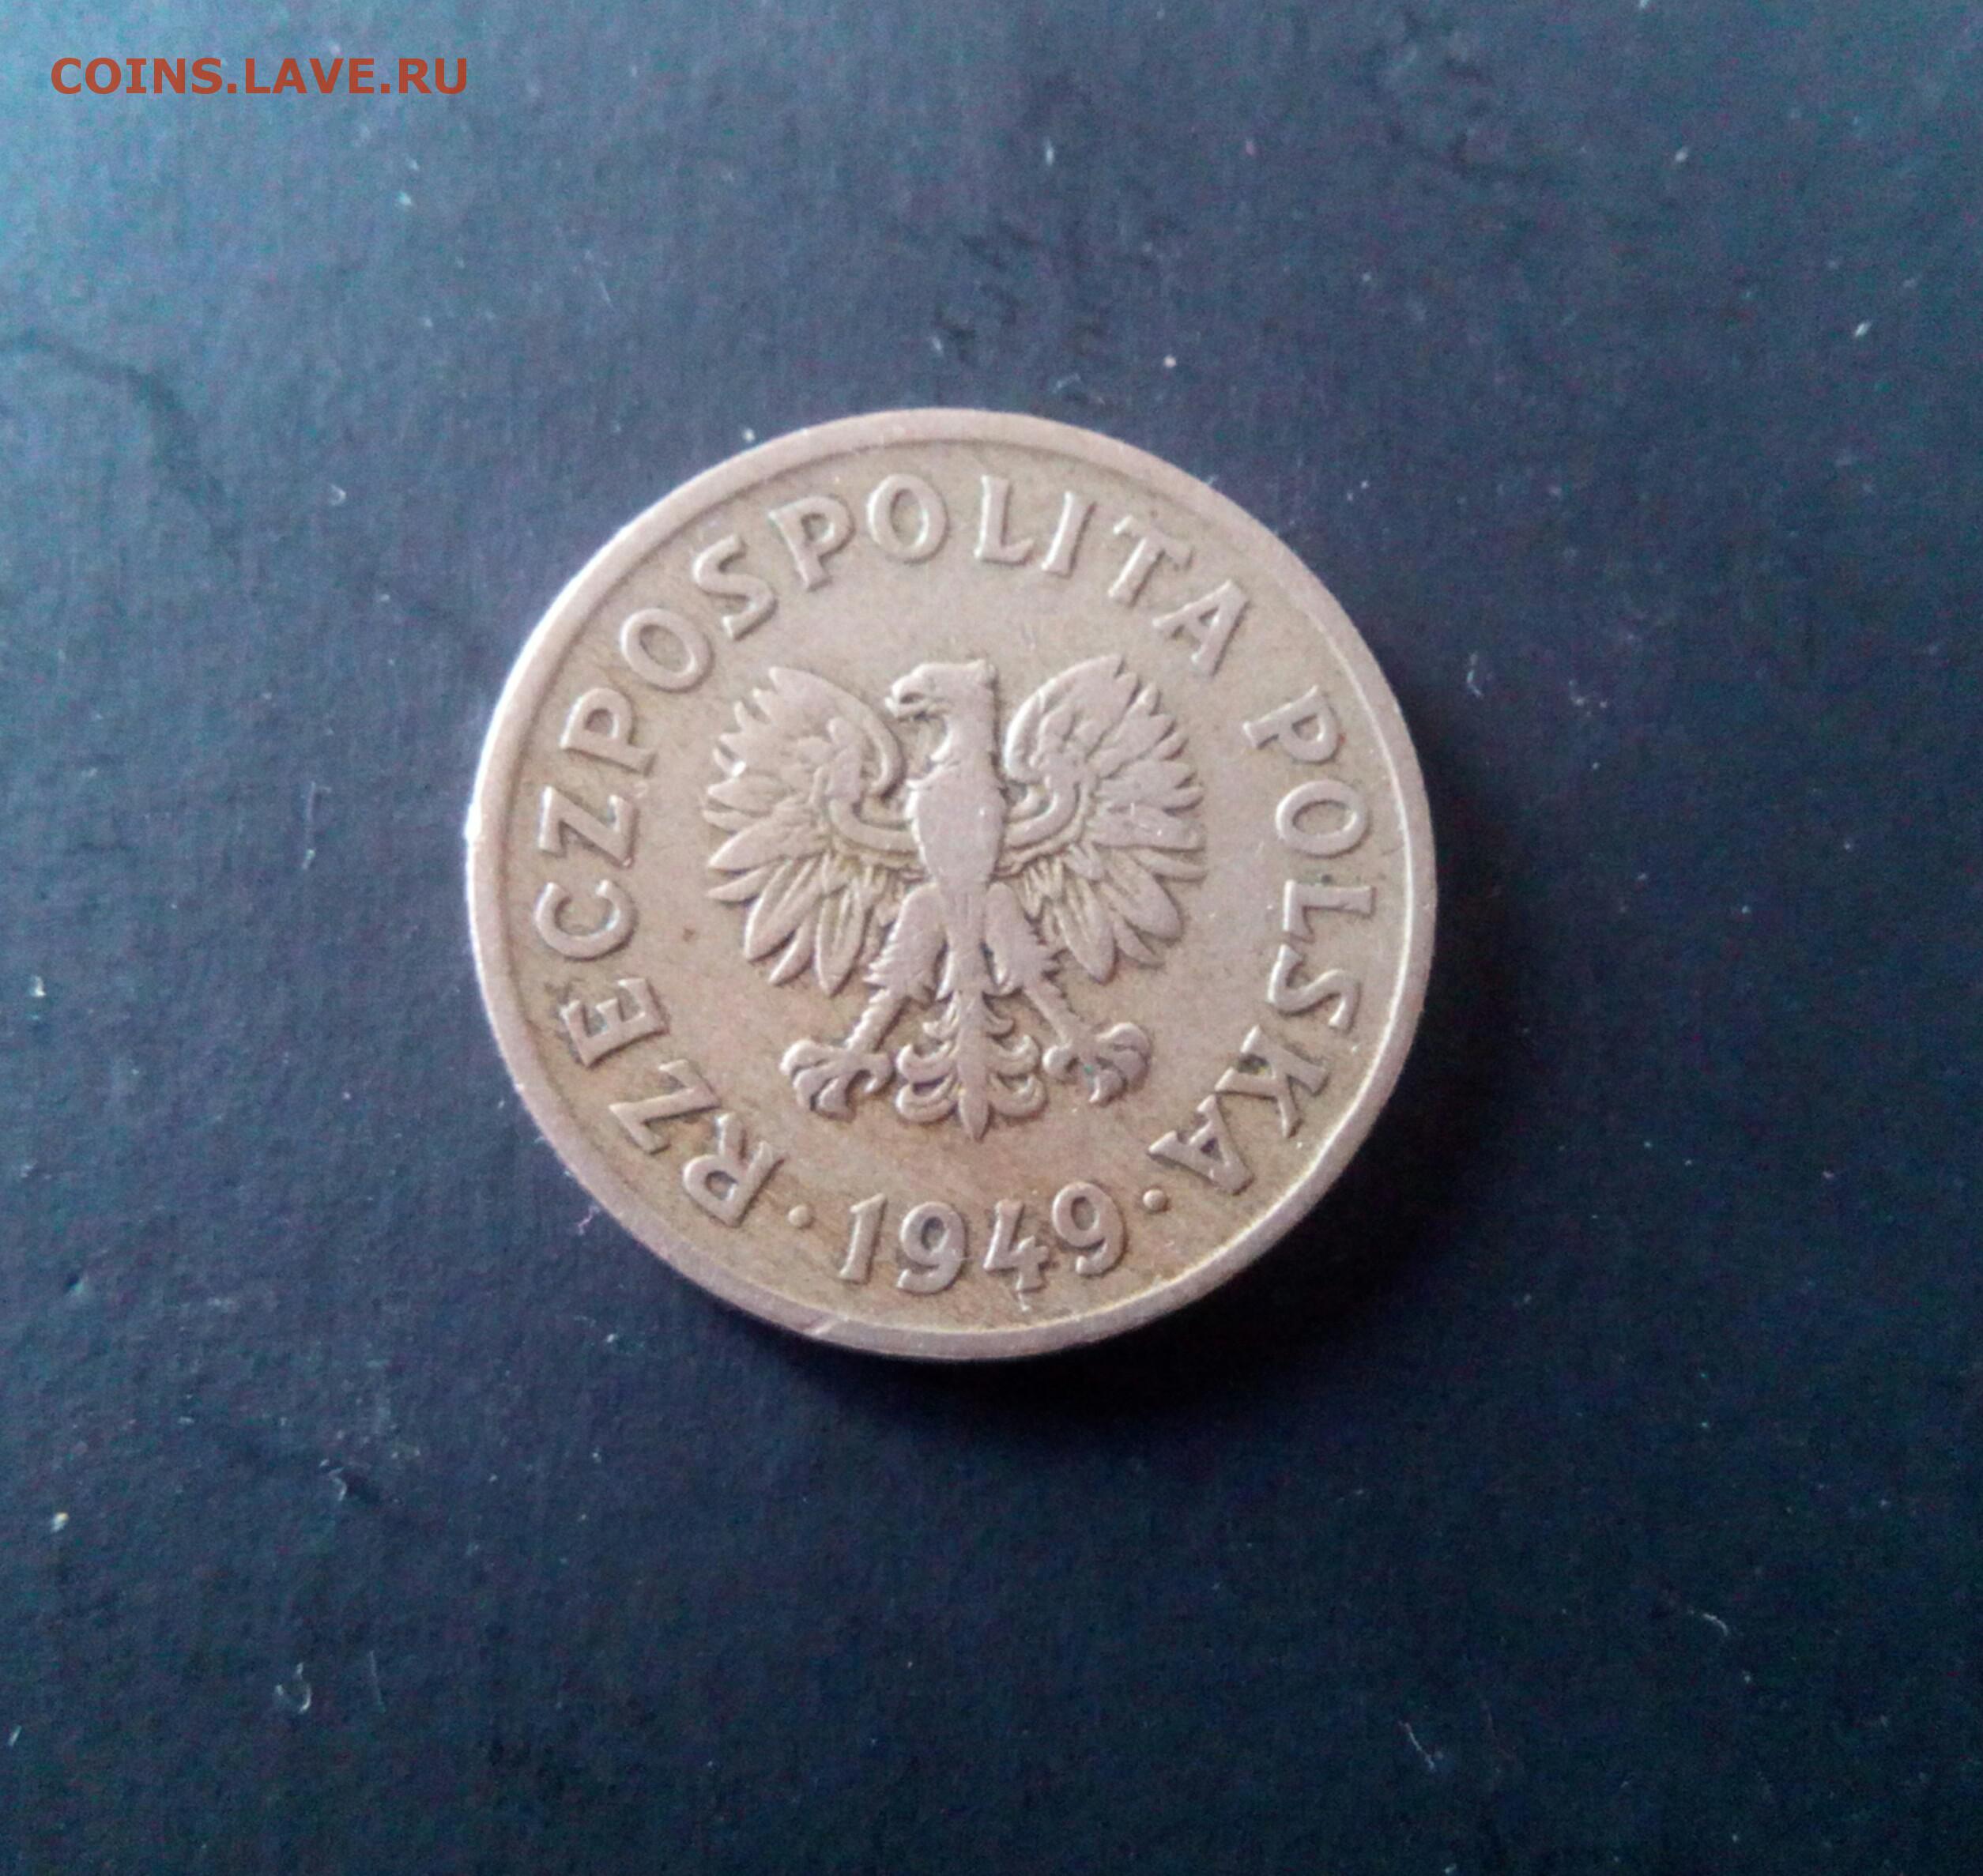 COINS.LAVE.RU
RZECZPOSPOLITA POLSKA
·1949·